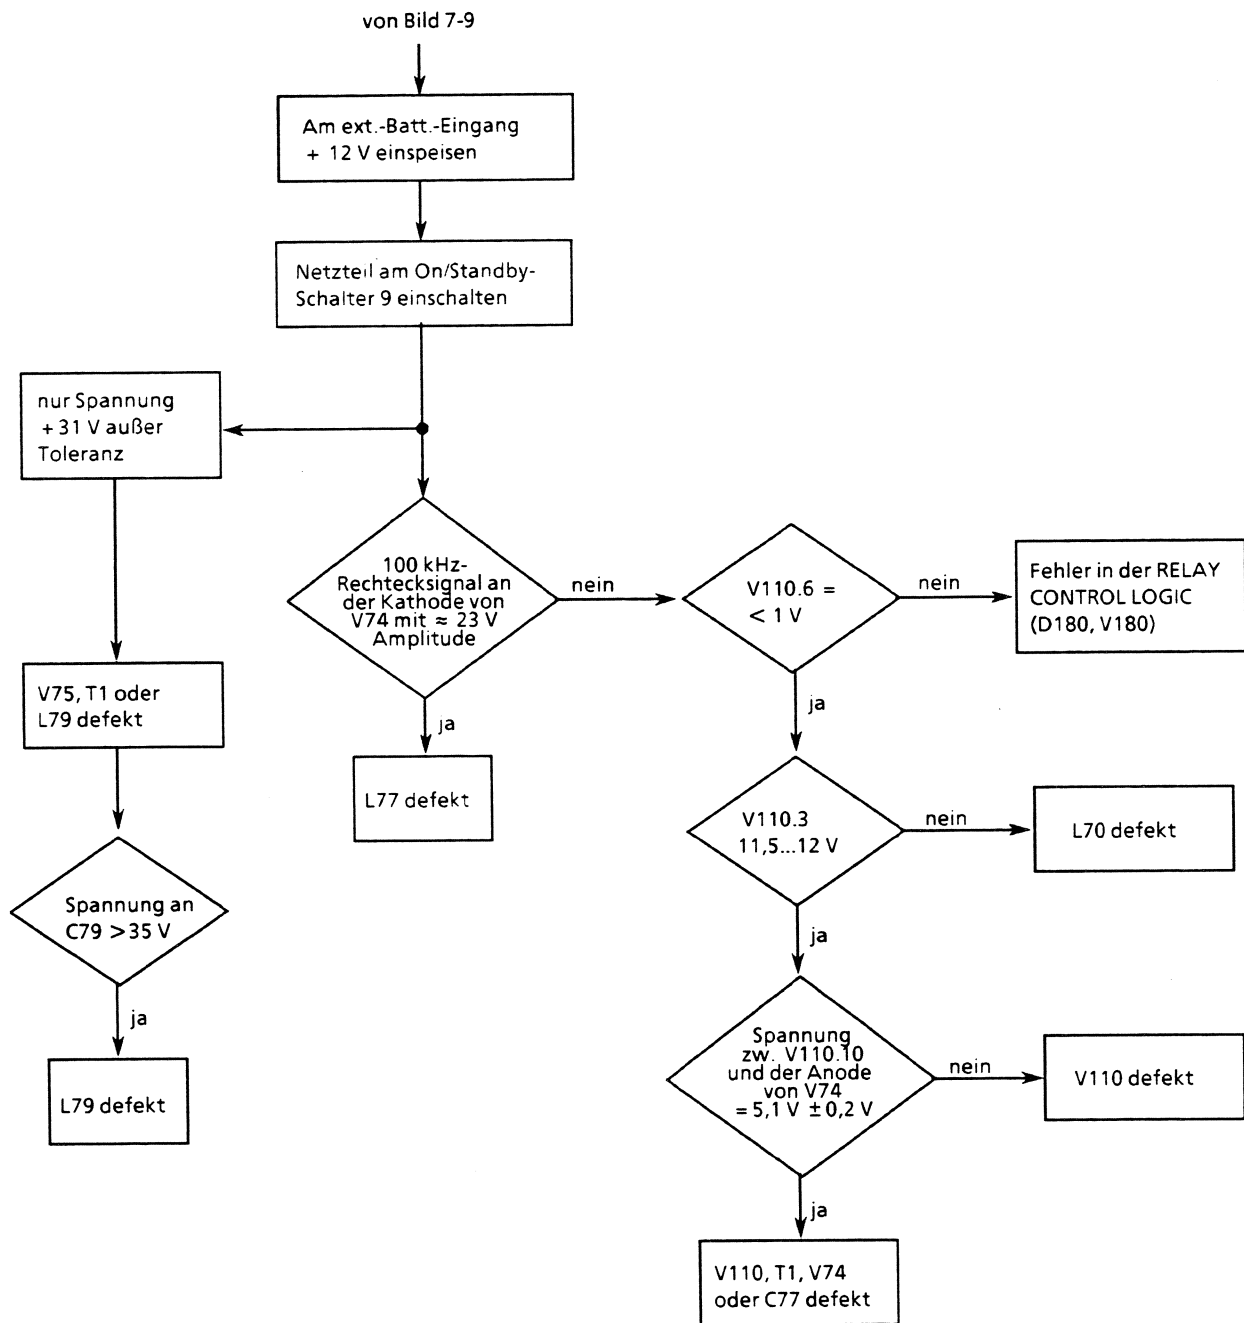 von Bild 7-9
Am ext.-Batt.-Eingang
+ 12 V einspeisen
Netzteil am On/Standby-
Schalter 9 einschalten
nur Spannung
+ 31 V außer
Toleranz
100 kHz-
Rechtecksignal an
der Kathode von
V74 mit ≈ 23 V
Amplitude
nein
V110.6 =
< 1 V
nein
Fehler in der RELAY
CONTROL LOGIC
(D180, V180)
V75, T1 oder
L79 defekt
ja
L77 defekt
ja
V110.3
11,5...12 V
nein
L70 defekt
Spannung an
C79 > 35 V
ja
L79 defekt
ja
Spannung
zw. V110.10
und der Anode
von V74
= 5,1 V ± 0,2 V
nein
V110 defekt
ja
V110, T1, V74
oder C77 defekt